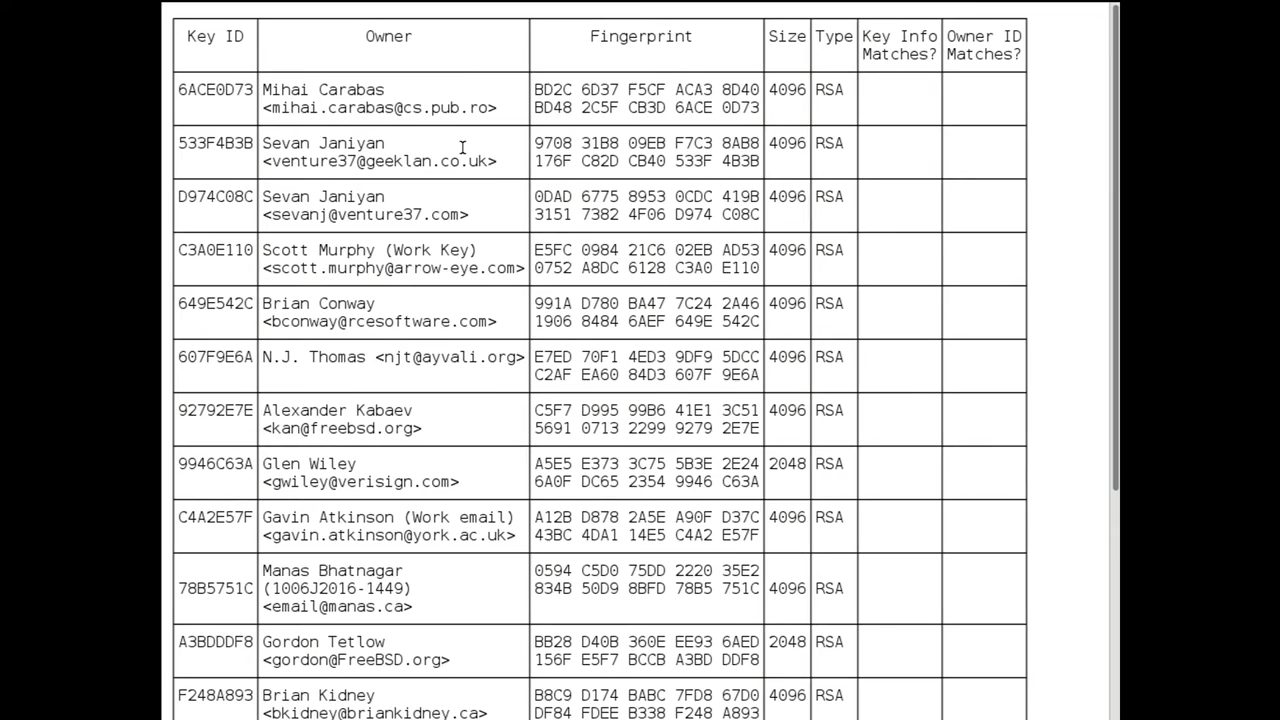 Key ID Owner Fingerprint Size Type Key Info Owner ID
Matches? Matches?
6ACE0D73 Mihai Carabas BD2C 6D37 F5CF ACA3 8D40 4096 RSA
<mihai.carabas@cs.pub.ro> BD48 2C5F CB3D 6ACE 0D73
533F4B3B Sevan Janiyan 9708 31B8 09EB F7C3 8AB8 4096 RSA
<venture37@geeklan.co.uk> 176F C82D CB40 533F 4B3B
D974C08C Sevan Janiyan 0DAD 6775 8953 0CDC 419B 4096 RSA
<sevanj@venture37.com> 3151 7382 4F06 D974 C08C
C3A0E110 Scott Murphy (Work Key) E5FC 0984 21C6 02EB AD53 4096 RSA
<scott.murphy@arrow-eye.com> 0752 A8DC 6128 C3A0 E110
649E542C Brian Conway 991A D780 BA47 7C24 2A46 4096 RSA
<bconway@rcesoftware.com> 1906 8484 6AEF 649E 542C
607F9E6A N.J. Thomas <njt@ayvali.org> E7ED 70F1 4ED3 9DF9 5DCC 4096 RSA
C2AF EA60 84D3 607F 9E6A
92792E7E Alexander Kabaev C5F7 D995 99B6 41E1 3C51 4096 RSA
<kan@freebsd.org> 5691 0713 2299 9279 2E7E
9946C63A Glen Wiley A5E5 E373 3C75 5B3E 2E24 2048 RSA
<gwiley@verisign.com> 6A0F DC65 2354 9946 C63A
C4A2E57F Gavin Atkinson (Work email) A12B D878 2A5E A90F D37C 4096 RSA
<gavin.atkinson@york.ac.uk> 43BC 4DA1 14E5 C4A2 E57F
Manas Bhatnagar 0594 C5D0 75DD 2220 35E2
78B5751C (1006J2016-1449) 834B 50D9 8BFD 78B5 751C 4096 RSA
<email@manas.ca>
A3BDDDF8 Gordon Tetlow BB28 D40B 360E EE93 6AED 2048 RSA
<gordon@FreeBSD.org> 156F E5F7 BCCB A3BD DDF8
F248A893 Brian Kidney B8C9 D174 BABC 7FD8 67D0 4096 RSA
<bkidney@briankidney.ca> DF84 FDEE B338 F248 A893